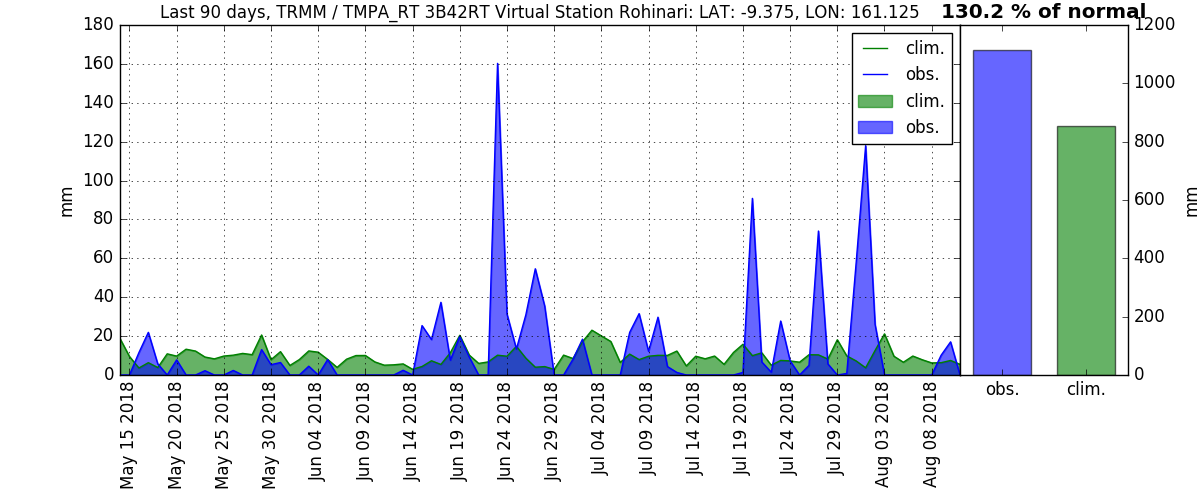 Last 90 days, TRMM / TMPA_RT 3B42RT Virtual Station Rohinari: LAT: -9.375, LON: 161.125
130.2 % of normal
180
160
140
120
100
80
60
40
20
0
mm
clim.
obs.
clim.
obs.
1200
1000
800
600
400
200
0
mm
May 15 2018
May 20 2018
May 25 2018
May 30 2018
Jun 04 2018
Jun 09 2018
Jun 14 2018
Jun 19 2018
Jun 24 2018
Jun 29 2018
Jul 04 2018
Jul 09 2018
Jul 14 2018
Jul 19 2018
Jul 24 2018
Jul 29 2018
Aug 03 2018
Aug 08 2018
obs.
clim.